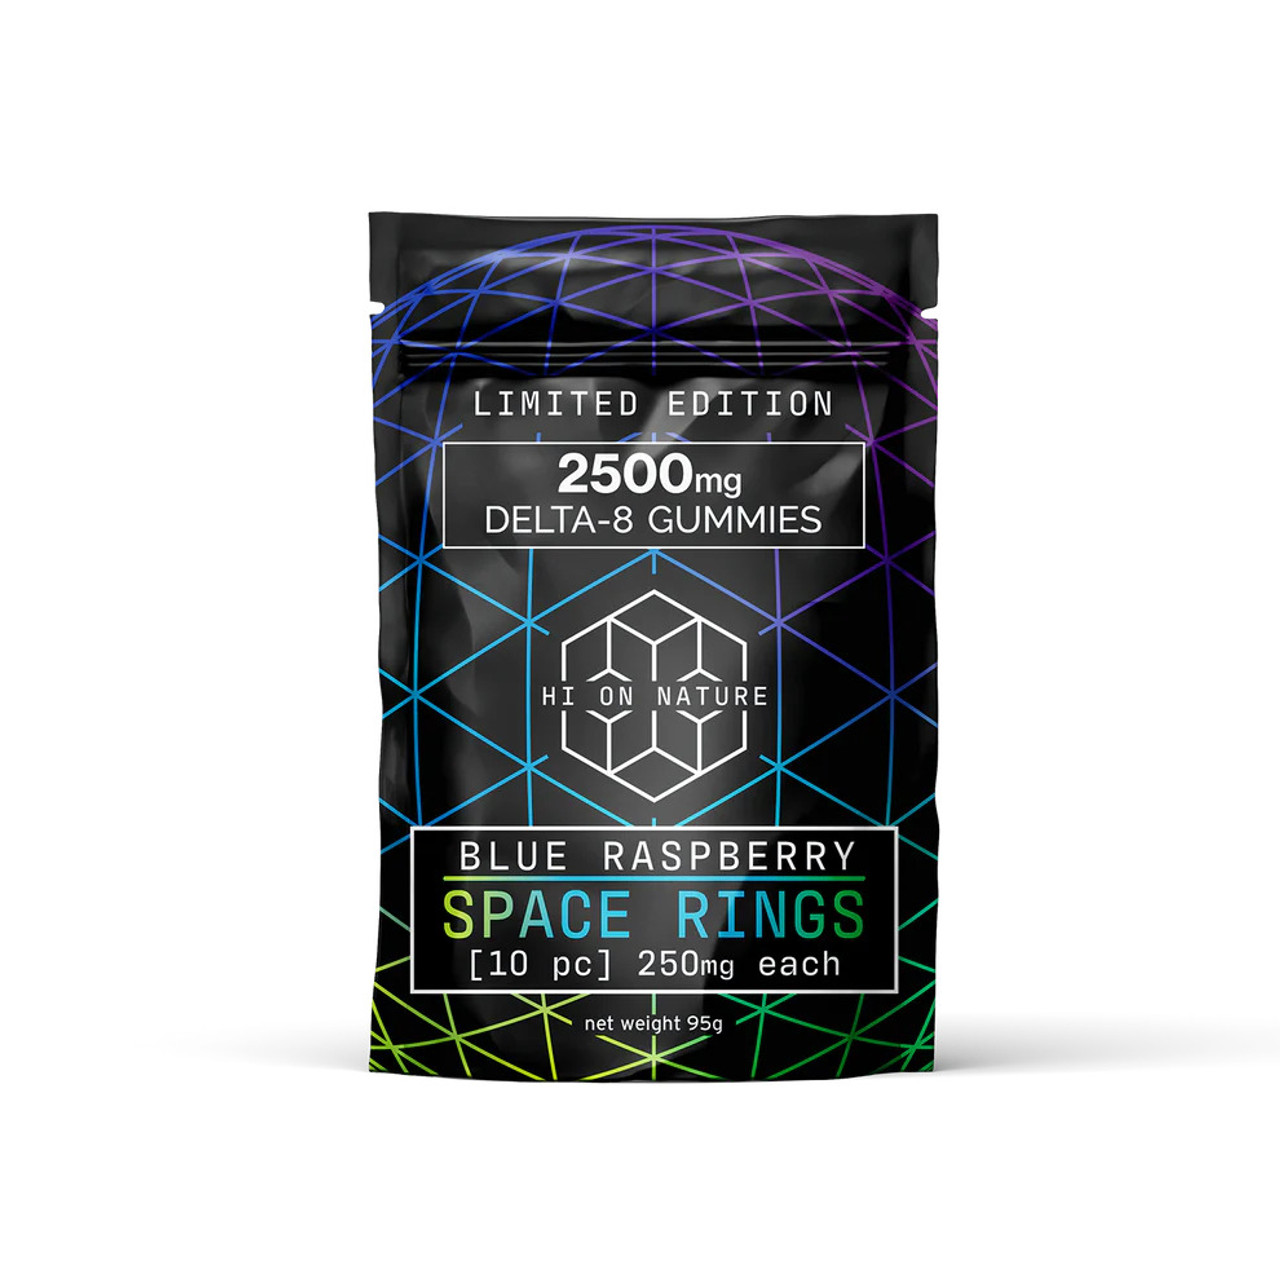 LIMITED EDITION
2500mg
DELTA-8 GUMMIES
HI ON NATURE
BLUE RASPBERRY
SPACE RINGS
[10 pc] 250mg each
net weight 95g